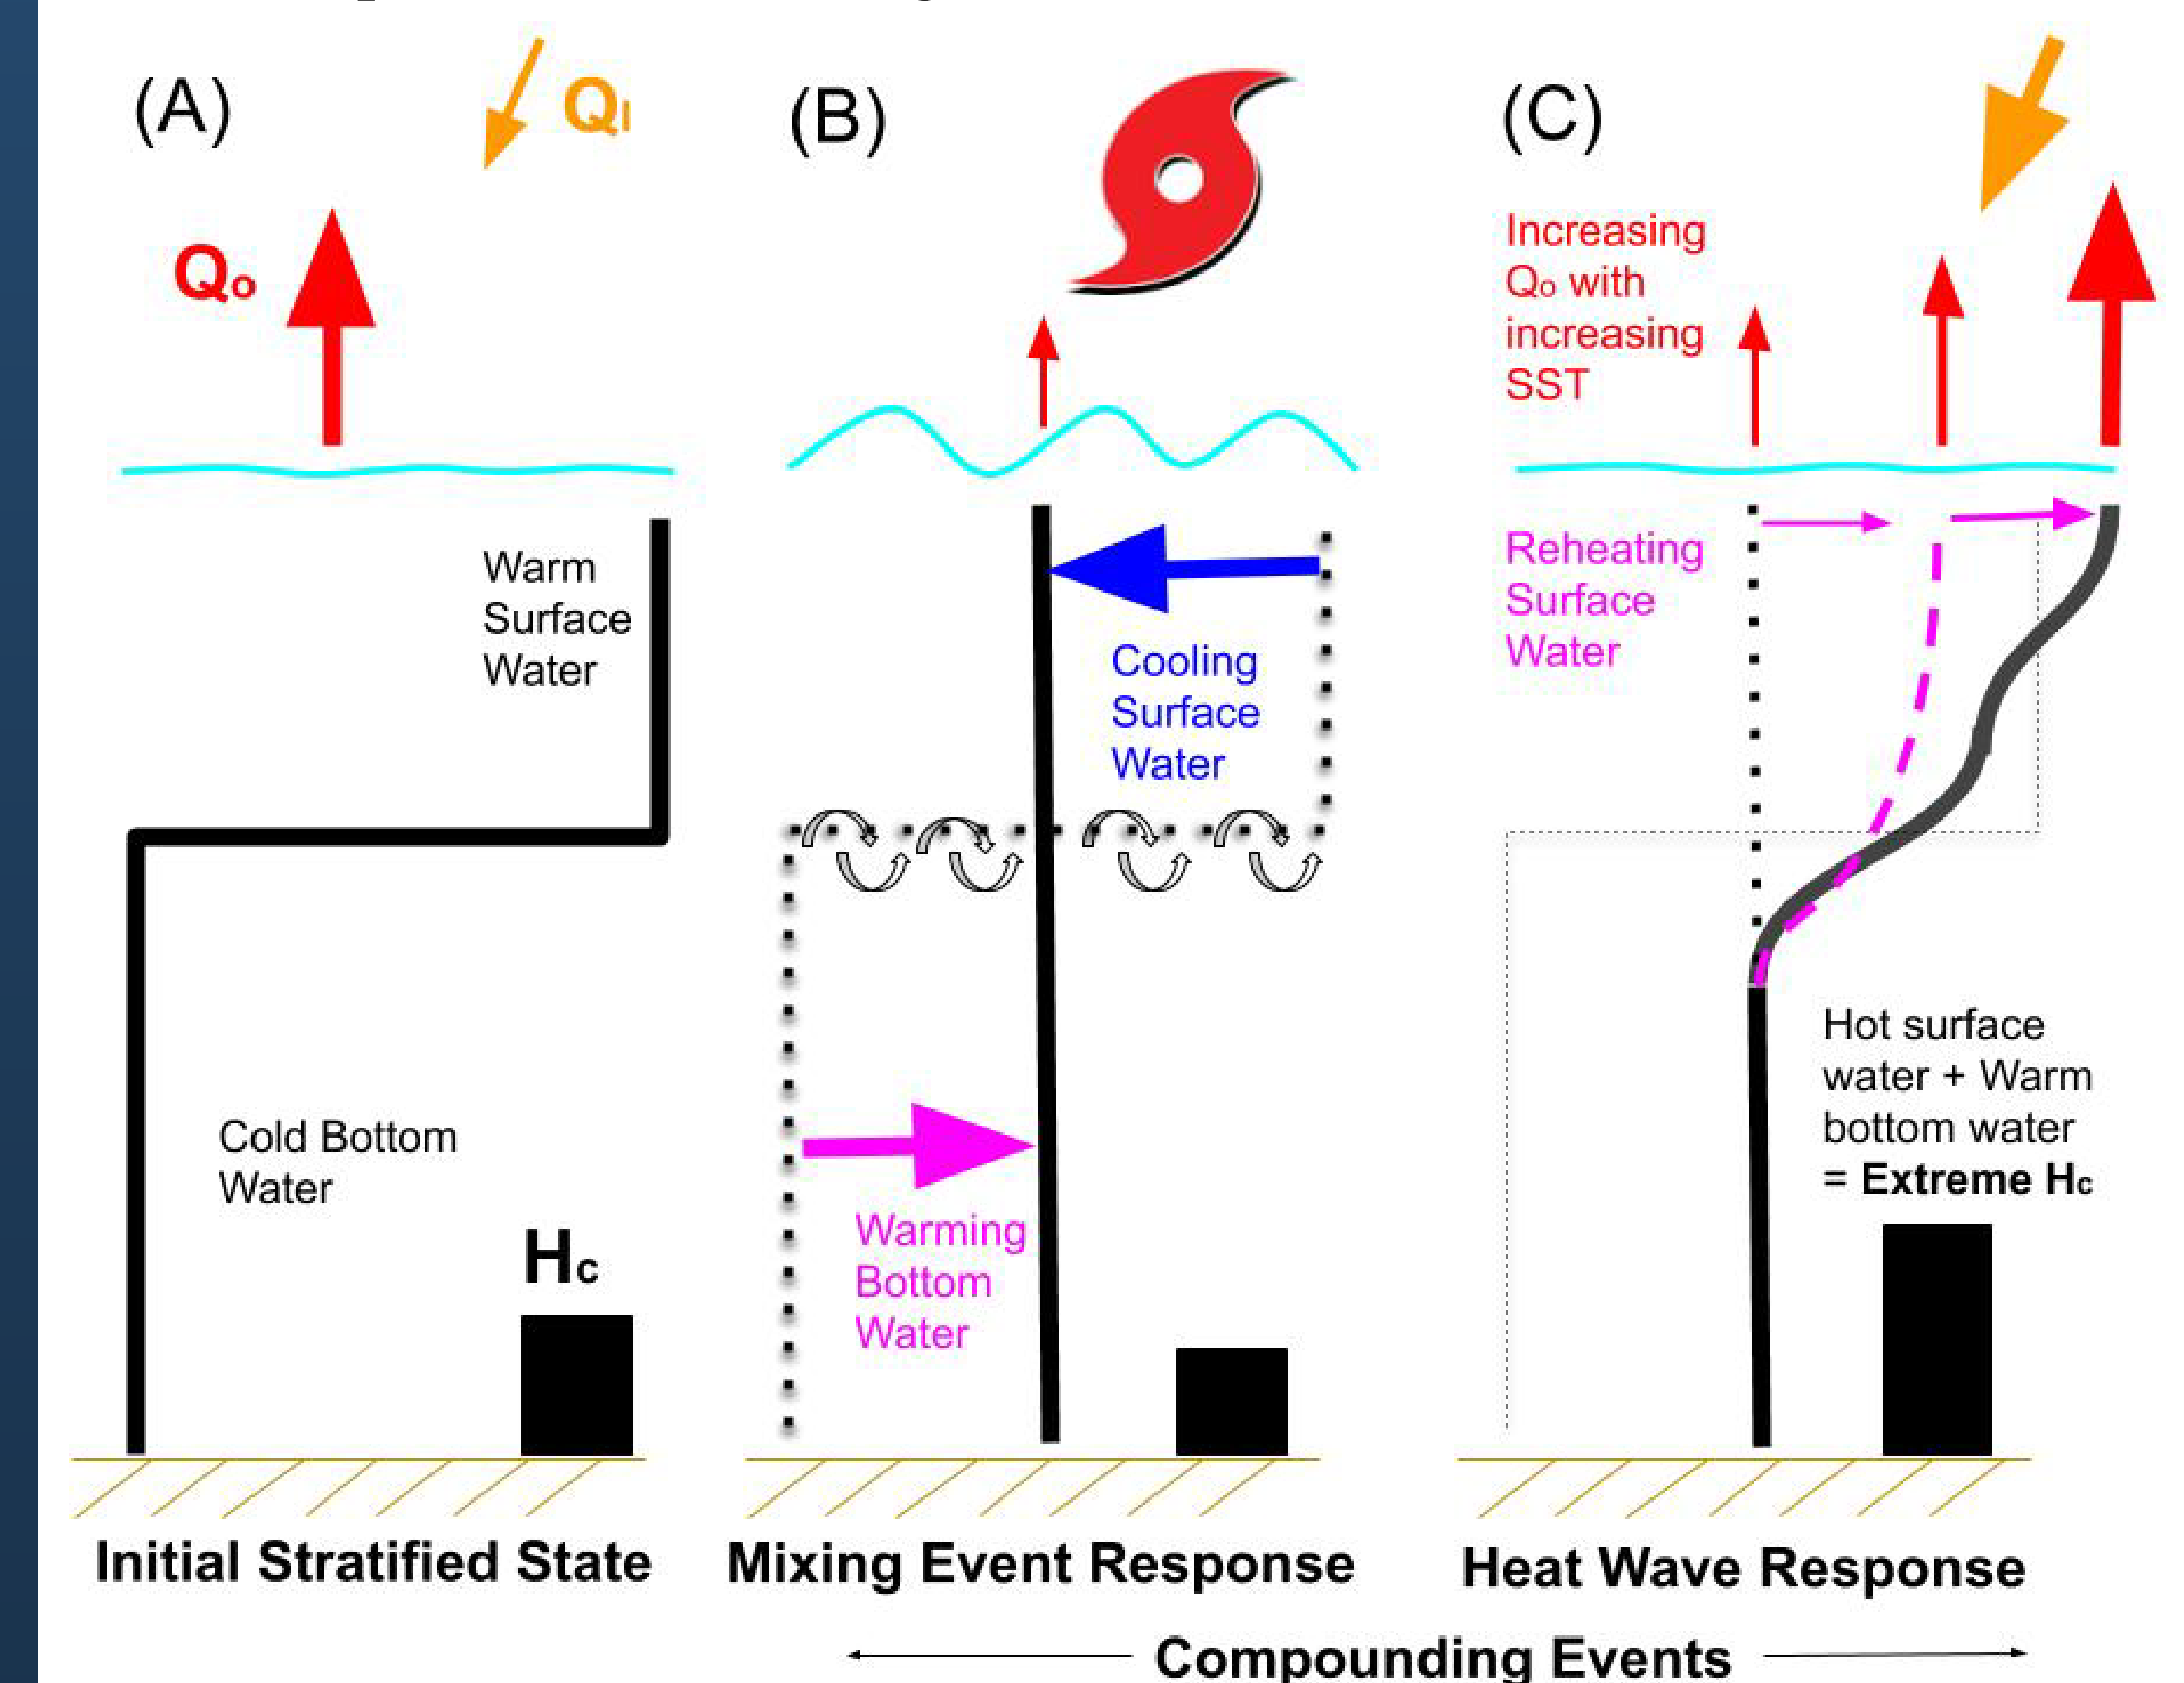 (A)
QI
Qo
Warm
Surface
Water
Cold Bottom
Water
Hc
Initial Stratified State
(B)
Cooling
Surface
Water
Warming
Bottom
Water
Mixing Event Response
(C)
Increasing
Qo with
increasing
SST
Reheating
Surface
Water
Hot surface
water + Warm
bottom water
= Extreme Hc
Heat Wave Response
Compounding Events